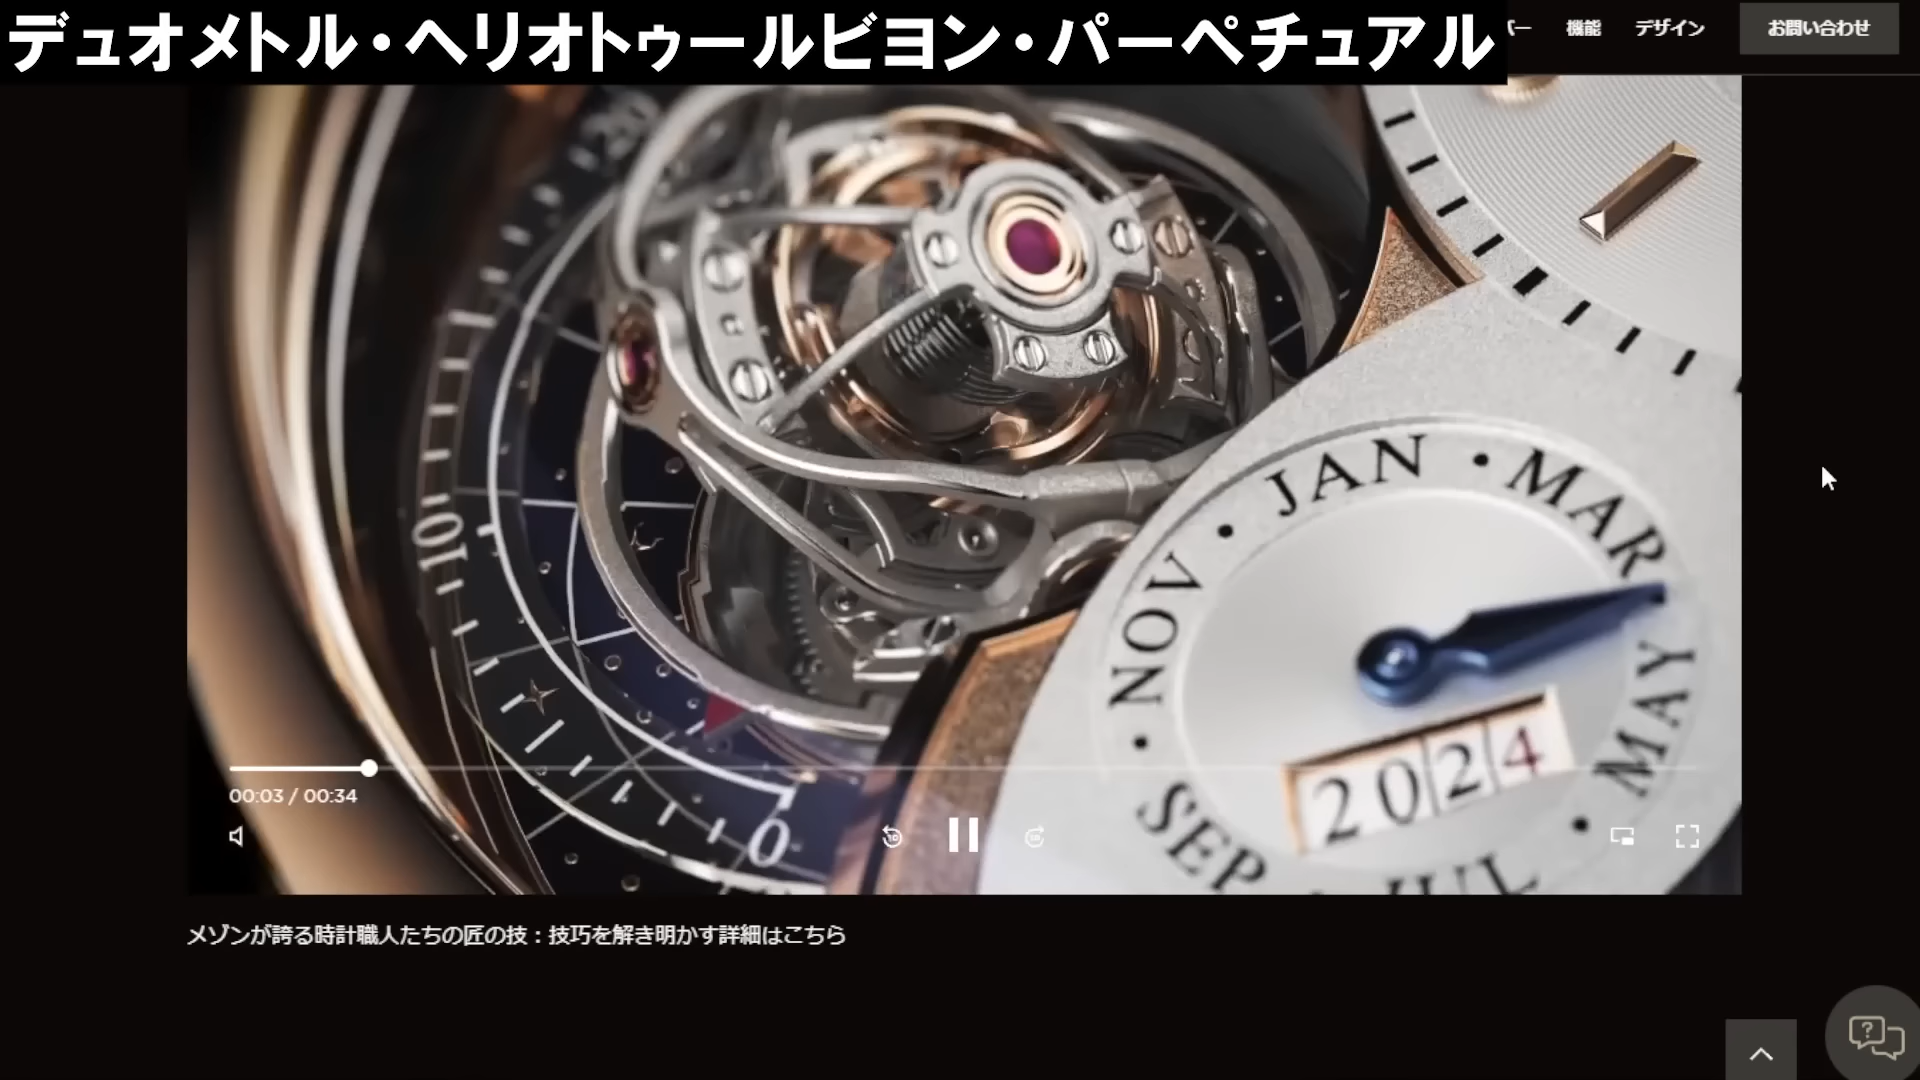 デュオメトル・ヘリオトゥールビヨン・パーペチュアル
機能
デザイン
お問い合わせ
20
10
0
JAN • MAR
MAY
JUL
SEP
NOV
2024
00:03 / 00:34
メゾンが誇る時計職人たちの匠の技：技巧を解き明かす詳細はこちら